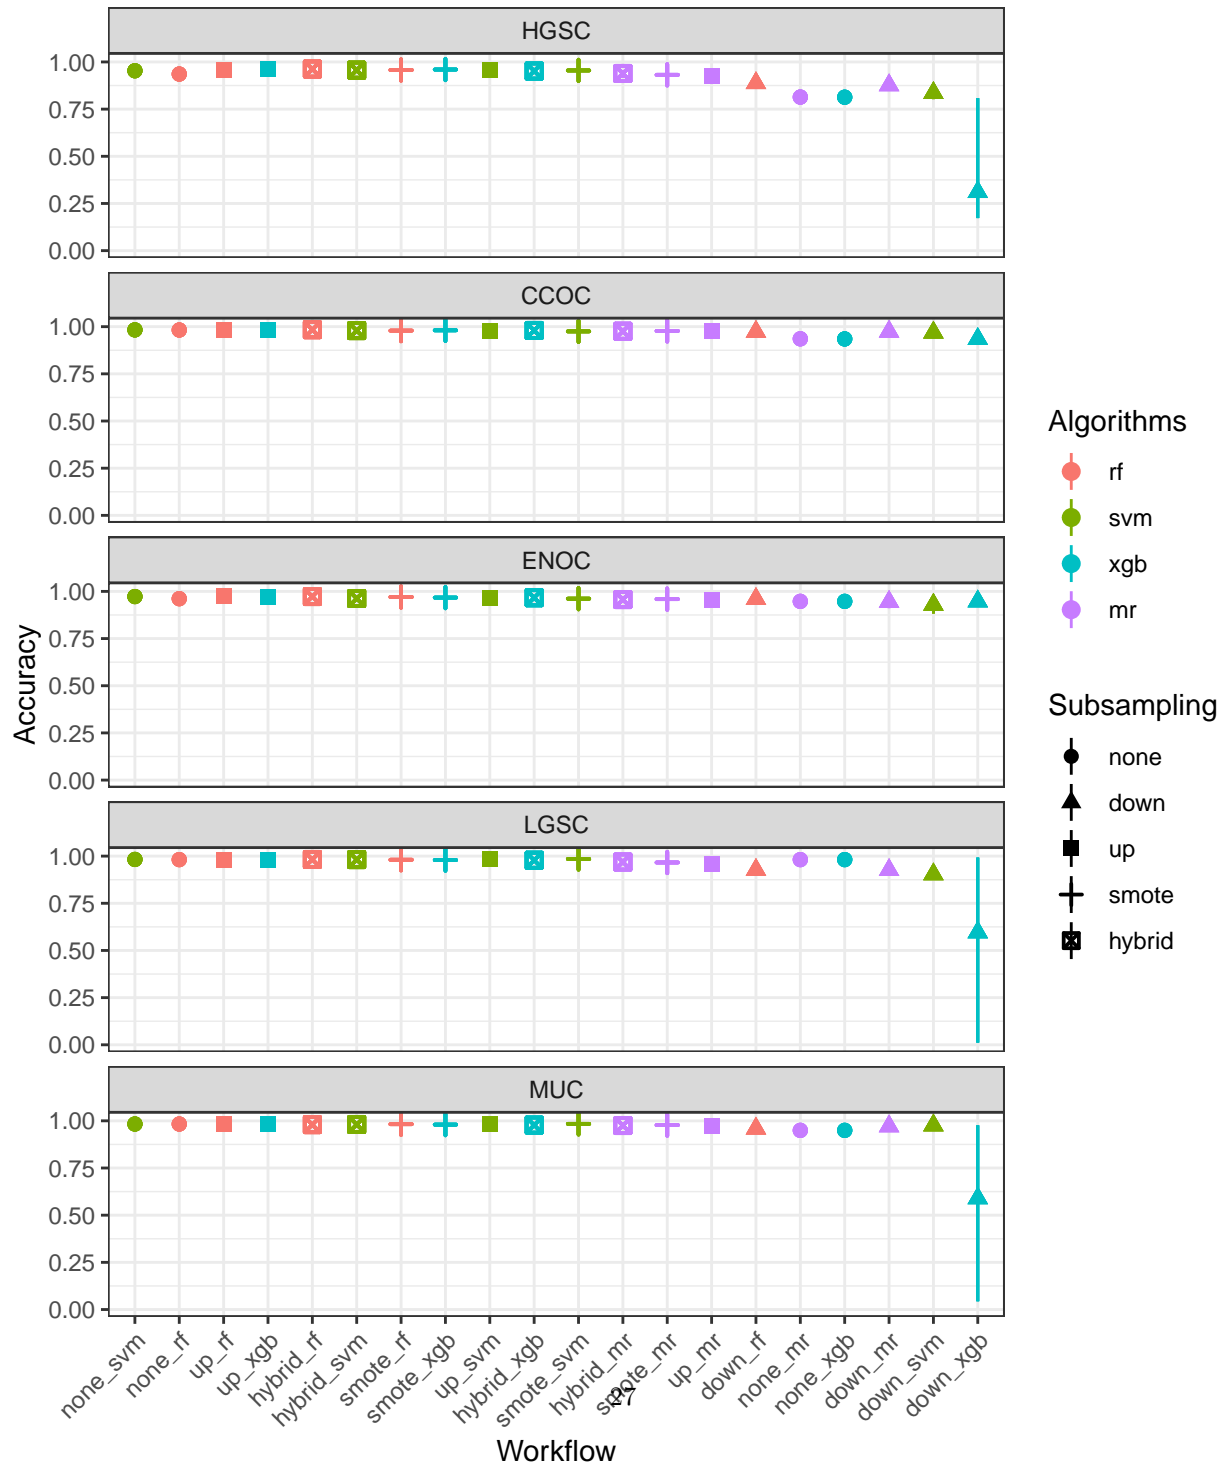 HGSC
1.00
0.75
0.50
0.25
0.00
CCOC
1.00
0.75
0.50
0.25
0.00
ENOC
1.00
0.75
0.50
0.25
0.00
LGSC
1.00
0.75
0.50
0.25
0.00
MUC
1.00
0.75
0.50
0.25
0.00
Accuracy
none_svm
none_rf
up_rf
up_xgb
hybrid_rf
hybrid_svm
smote_rf
smote_xgb
up_svm
hybrid_xgb
smote_svm
hybrid_mr
smote_mr
up_mr
down_rf
none_mr
none_xgb
down_mr
down_svm
down_xgb
27
Workflow
Algorithms
rf
svm
xgb
mr
Subsampling
none
down
up
smote
hybrid